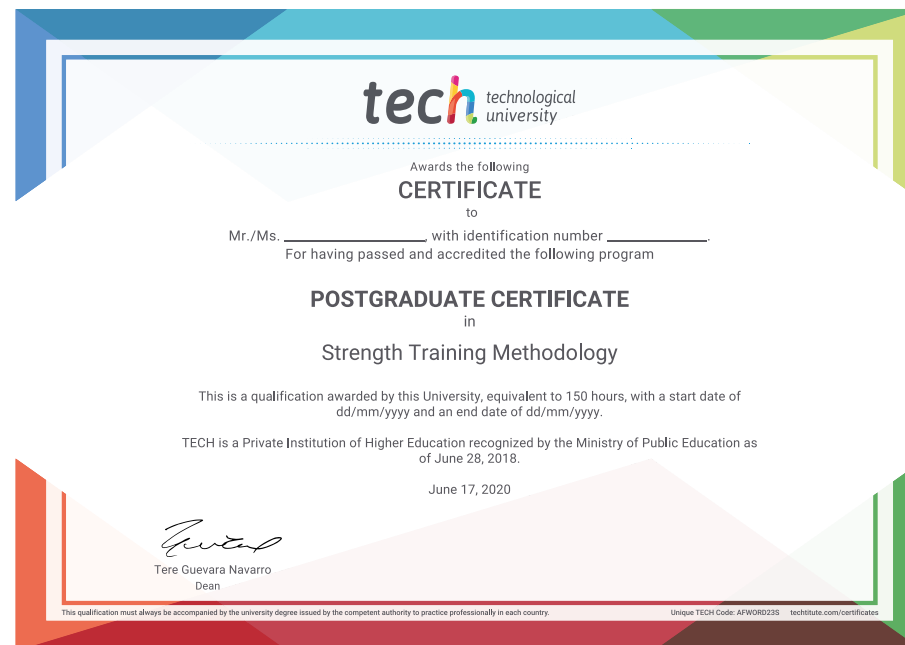 tech technological
university
Awards the following
CERTIFICATE
to
Mr./Ms. ____________________, with identification number ______________.
For having passed and accredited the following program
POSTGRADUATE CERTIFICATE
in
Strength Training Methodology
This is a qualification awarded by this University, equivalent to 150 hours, with a start date of
dd/mm/yyyy and an end date of dd/mm/yyyy.
TECH is a Private Institution of Higher Education recognized by the Ministry of Public Education as
of June 28, 2018.
June 17, 2020
Tere Guevara Navarro
Dean
This qualification must always be accompanied by the university degree issued by the competent authority to practice professionally in each country. Unique TECH Code: AFWORD23S techtitute.com/certificates